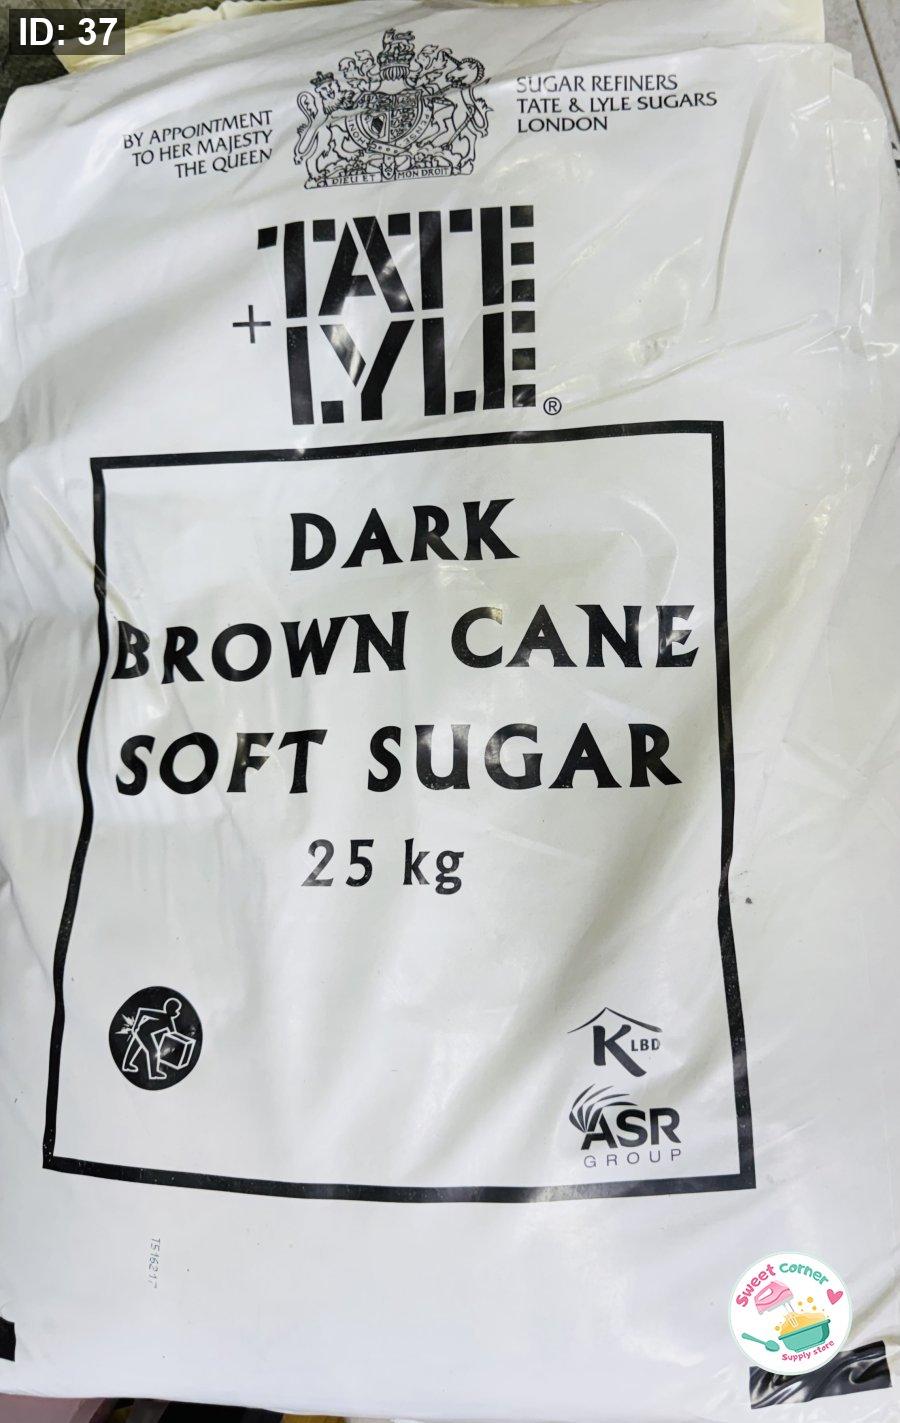 ID: 37
BY APPOINTMENT
TO HER MAJESTY
THE QUEEN
DIEU ET MON DROIT
SUGAR REFINERS
TATE & LYLE SUGARS
LONDON
TATE
+LYLE®
DARK
BROWN CANE
SOFT SUGAR
25 kg
KLBD
ASR
GROUP
Sweet corner
Supply store